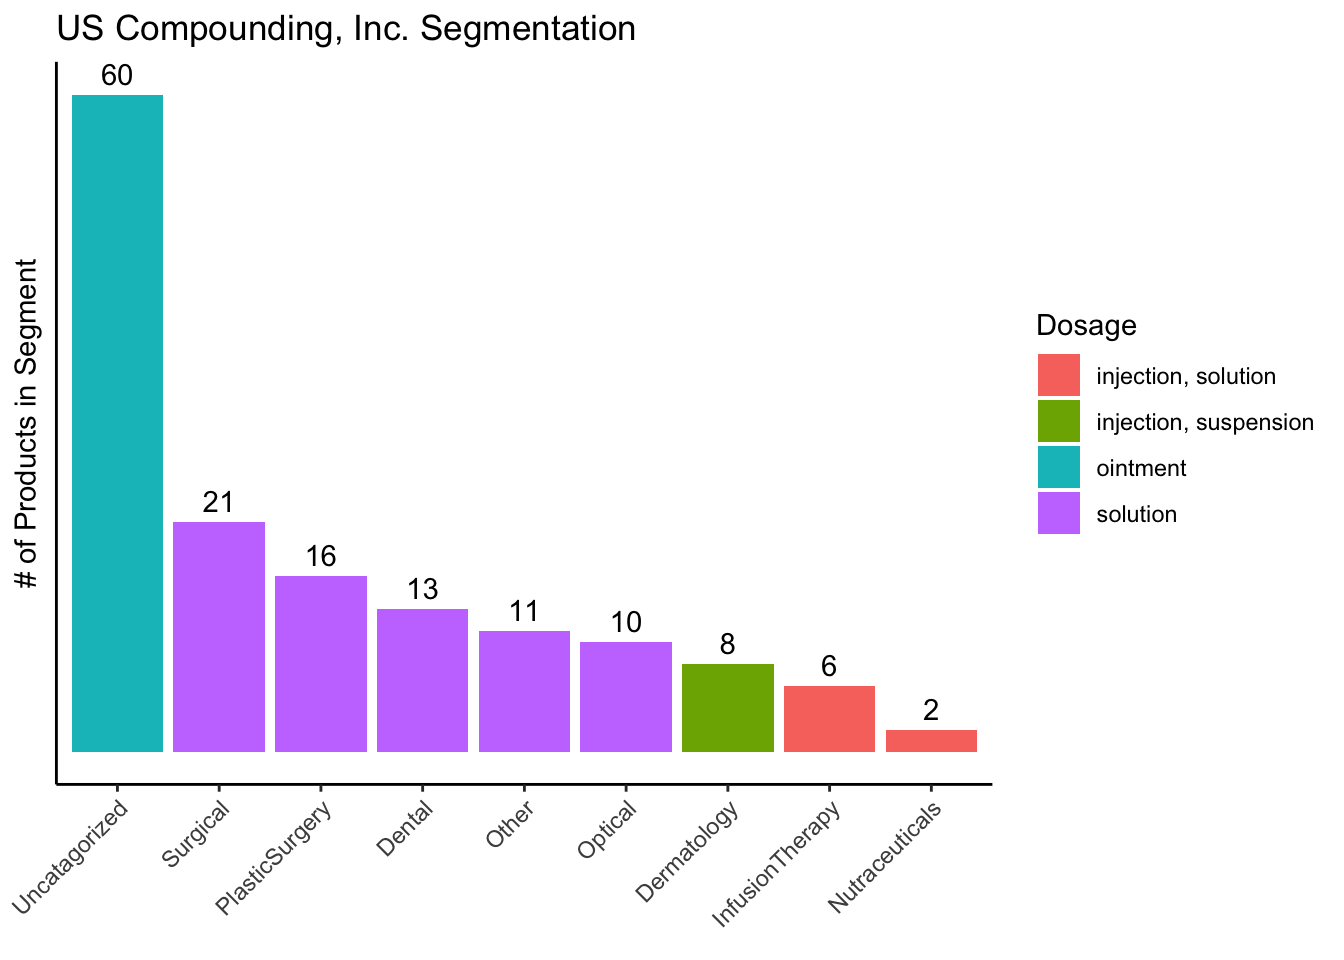 US Compounding, Inc. Segmentation
# of Products in Segment
60
21
16
13
11
10
8
6
2
Uncatagorized
Surgical
PlasticSurgery
Dental
Other
Optical
Dermatology
InfusionTherapy
Nutraceuticals
Dosage
injection, solution
injection, suspension
ointment
solution